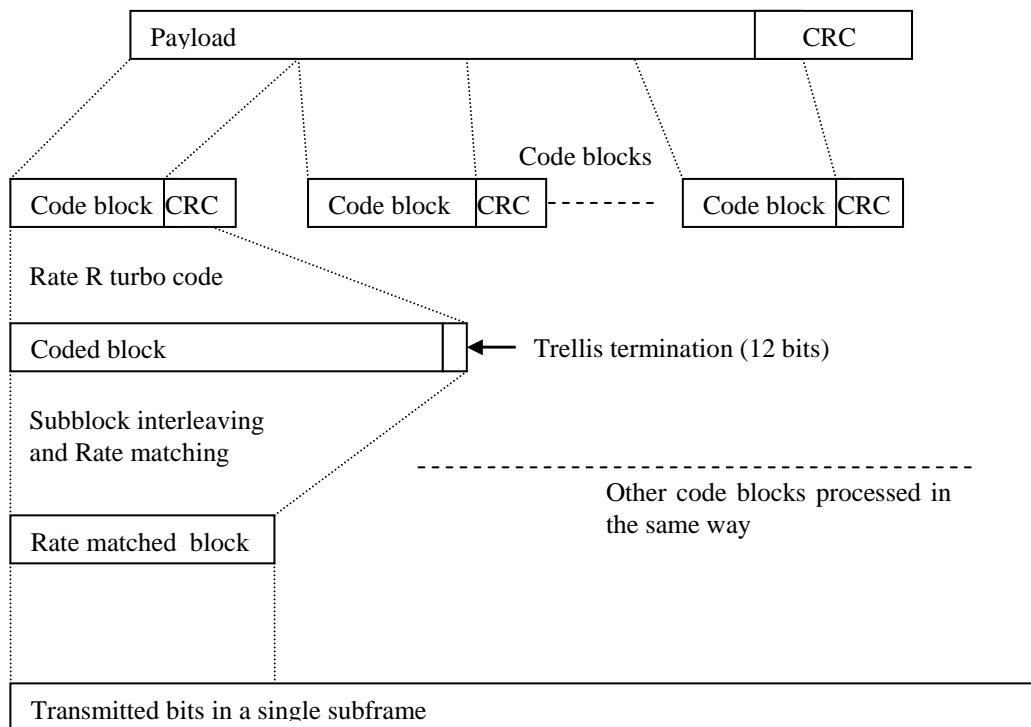 Payload CRC
Code blocks
Code block CRC Code block CRC Code block CRC
Rate R turbo code
Coded block
Trellis termination (12 bits)
Subblock interleaving
and Rate matching
Other code blocks processed in
the same way
Rate matched block
Transmitted bits in a single subframe